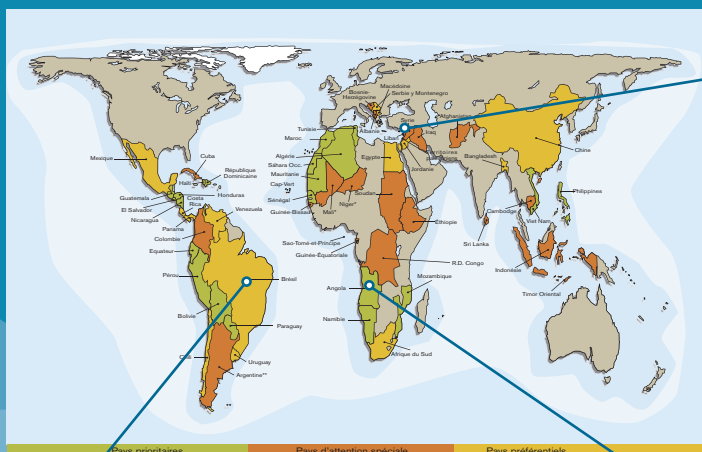 Macédoine
Bosnie-
Herzégovine
Serbie y Montenegro
Tunisie
Albanie
Syrie
Afghanistan
Maroc
Liban
Iraq
Territoires
Algérie
Egypte
Jordanie
Bangladesh
Chine
Mexique
Cuba
Haïti
République
Dominicaine
Sáhara Occ.
Mauritanie
Cap-Vert
Sénégal
Guinée-Bissau
Mali*
Niger*
Soudan
Ethiopie
Philippines
Cambodge
Viet Nam
Sri Lanka
Guatemala
Honduras
El Salvador
Costa
Rica
Nicaragua
Panama
Venezuela
Colombie
Equateur
Pérou
Brésil
Bolivie
Paraguay
Chili
Uruguay
Argentine**
Sao-Tomé-et-Principe
Guinée-Équatoriale
R.D. Congo
Angola
Mozambique
Namibie
Afrique du Sud
Indonésie
Timor Oriental
Pays prioritaires
Pays d'attention spéciale
Pays préférentiels